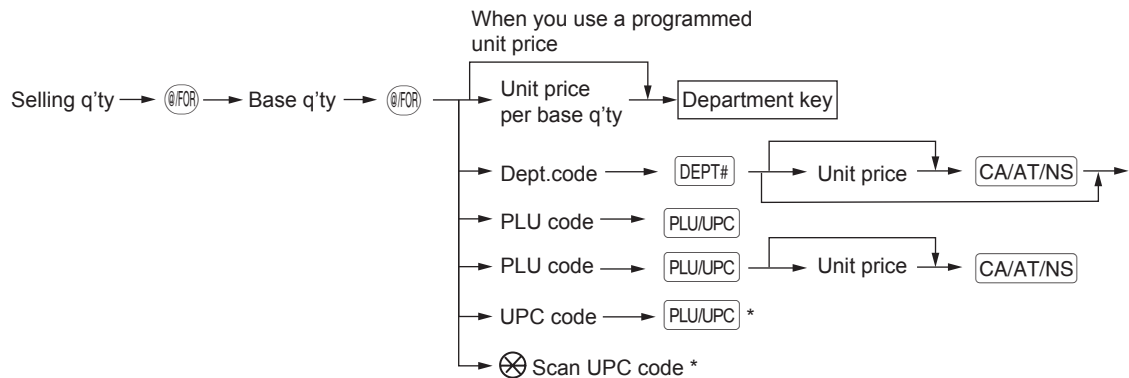 When you use a programmed
unit price
Selling q'ty @/FOR Base q'ty @/FOR Unit price
per base q'ty Department key
Dept.code DEPT# Unit price CA/AT/NS
PLU code PLU/UPC
PLU code PLU/UPC Unit price CA/AT/NS
UPC code PLU/UPC *
Scan UPC code *